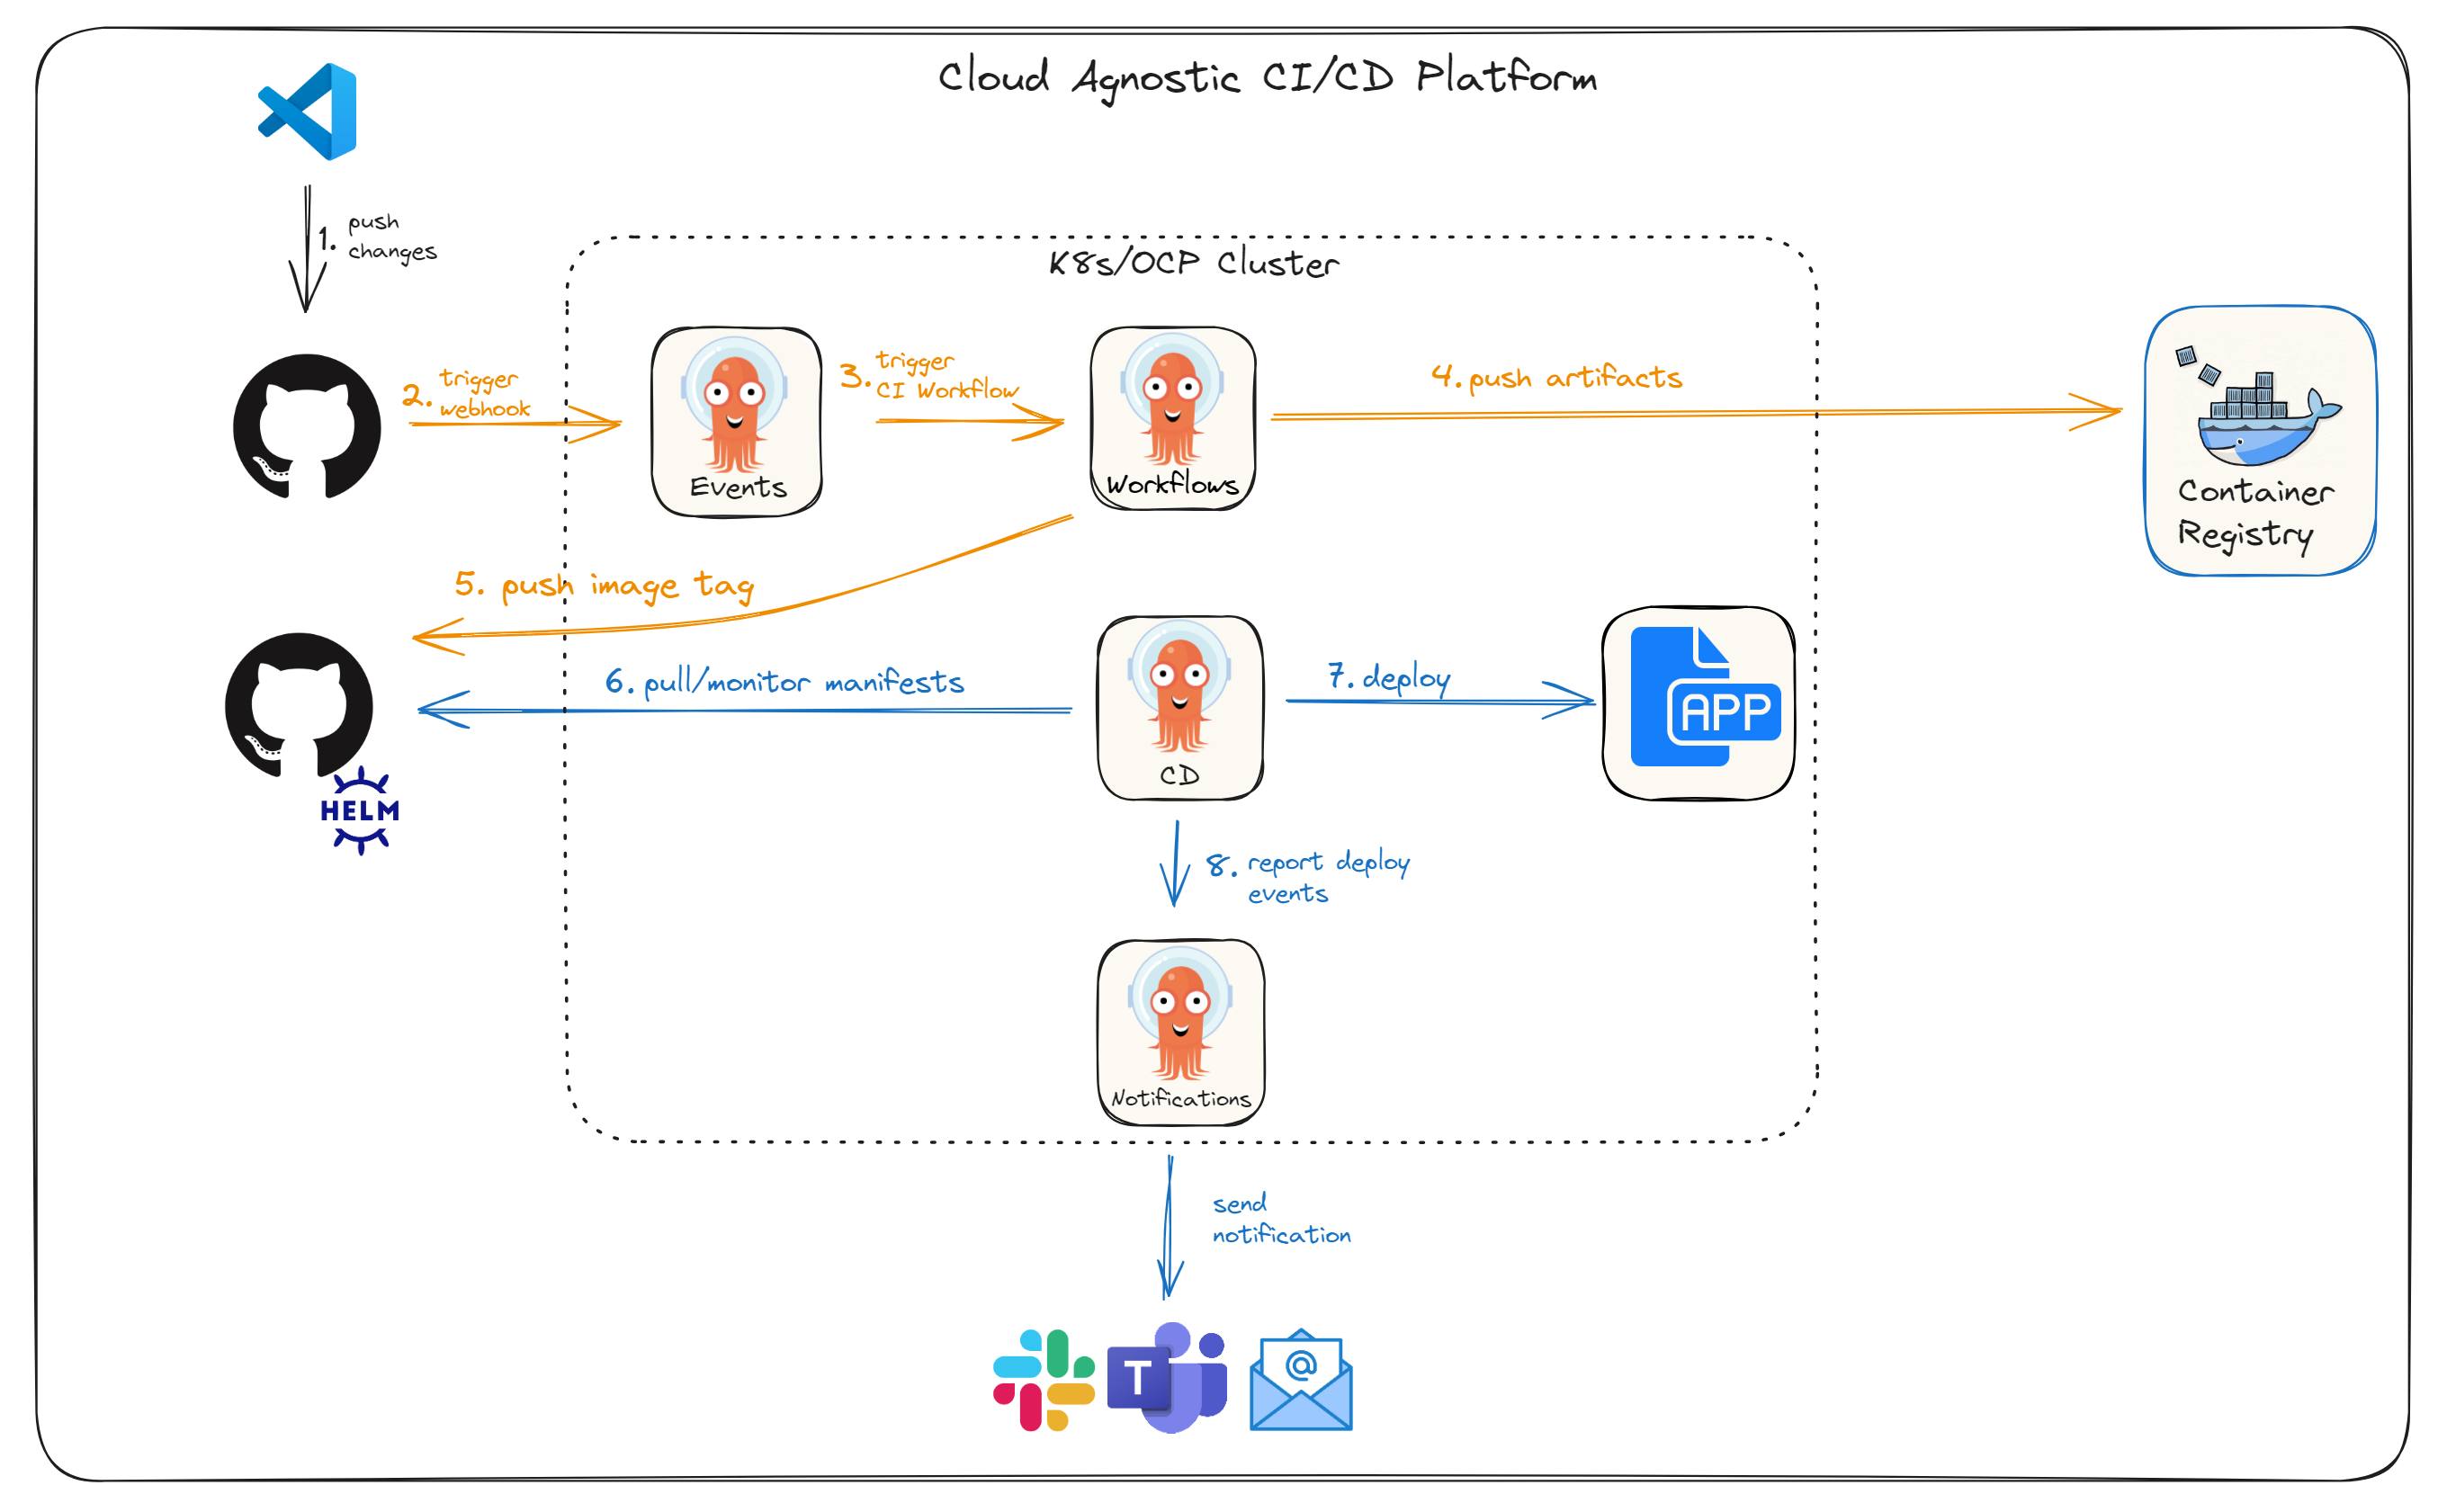 Cloud Agnostic CI/CD Platform
1. push
changes
K8s/OCP Cluster
2. trigger
webhook
Events
3. trigger
CI Workflow
Workflows
4. push artifacts
Container
Registry
5. push image tag
6. pull/monitor manifests
HELM
CD
7. deploy
APP
8. report deploy
events
Notifications
send
notification
T
@